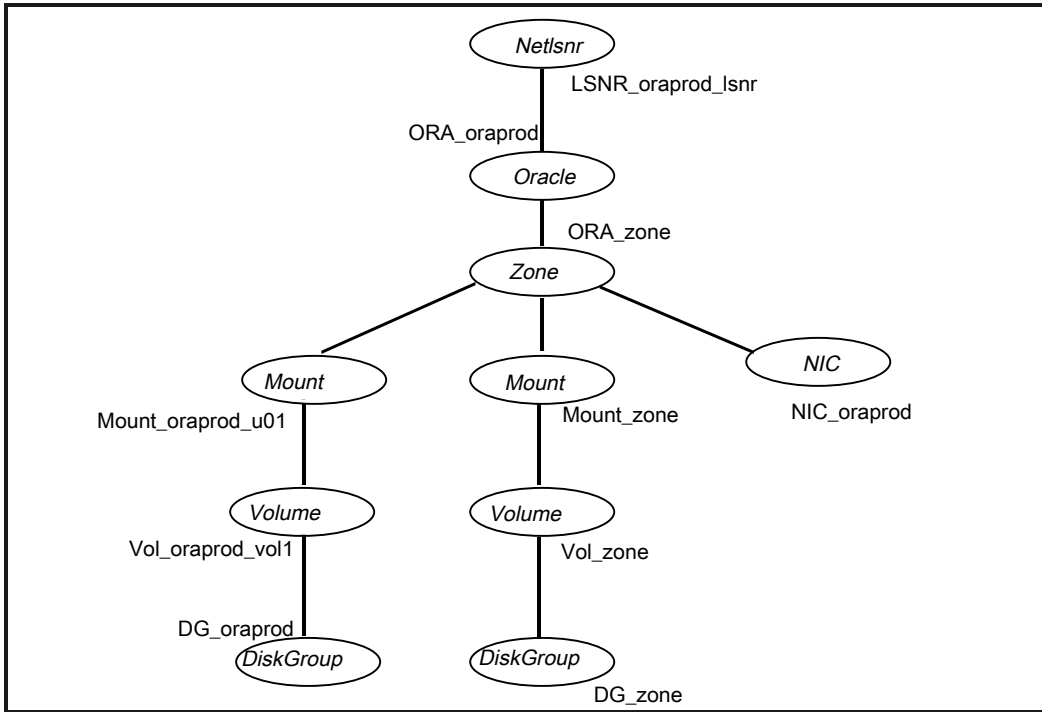 Netlsnr
LSNR_oraprod_lsnr
ORA_oraprod
Oracle
ORA_zone
Zone
NIC
Mount
Mount
Mount_oraprod_u01
Mount_zone
NIC_oraprod
Volume
Volume
Vol_oraprod_vol1
Vol_zone
DG_oraprod
DiskGroup
DiskGroup
DG_zone